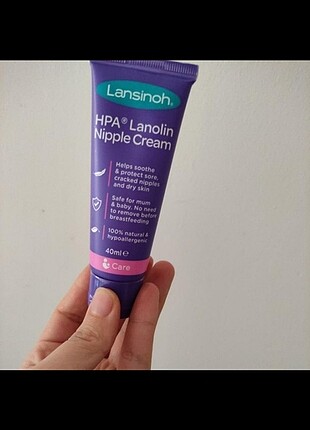 Lansinoh®
HPA® Lanolin
Nipple Cream
Helps soothe
& protect sore,
cracked nipples
and dry skin
Safe for mum
& baby. No need
to remove before
breastfeeding
100% natural &
hypoallergenic
40ml e
Care